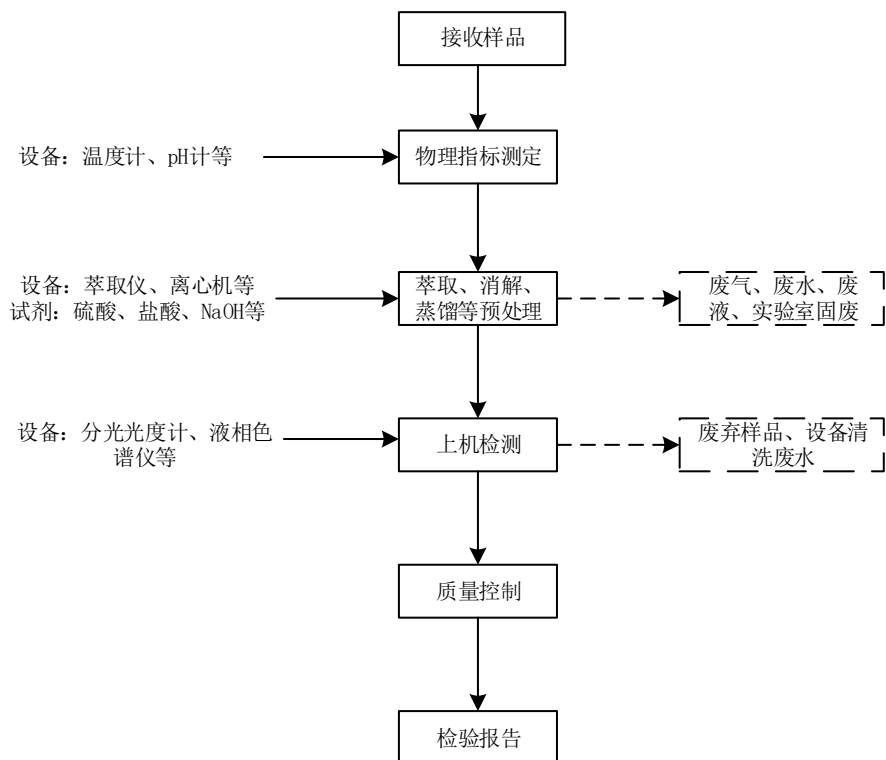 接收样品
设备：温度计、pH计等
物理指标测定
设备：萃取仪、离心机等
试剂：硫酸、盐酸、NaOH等
萃取、消解、
蒸馏等预处理
废气、废水、废
液、实验室固废
设备：分光光度计、液相色
谱仪等
上机检测
废弃样品、设备清
洗废水
质量控制
检验报告